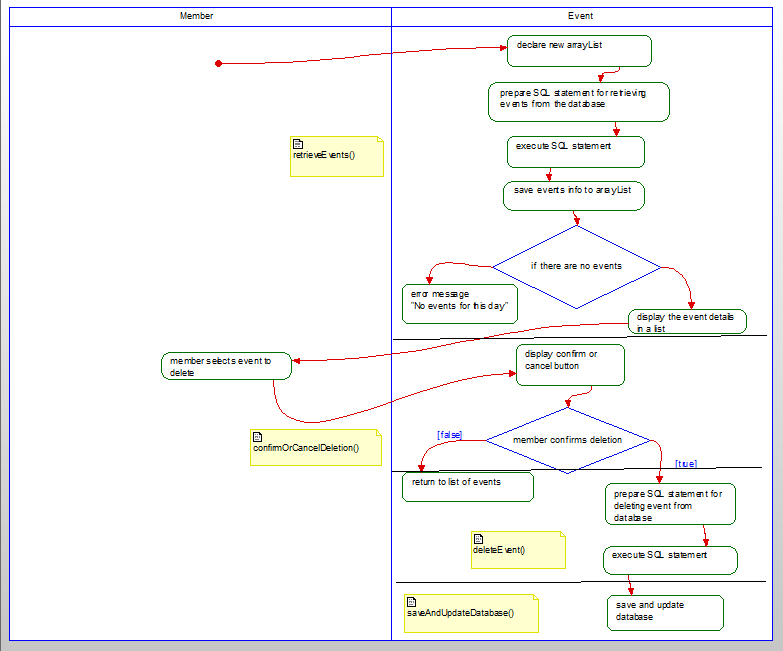 Member
Event
declare new arrayList
prepare SQL statement for retrieving
events from the database
retrieveEvents()
execute SQL statement
save events info to arrayList
if there are no events
error message
"No events for this day"
display the event details
in a list
member selects event to
delete
display confirm or
cancel button
confirmOrCancelDeletion()
[false]
member confirms deletion
[true]
return to list of events
prepare SQL statement for
deleting event from
database
deleteEvent()
execute SQL statement
saveAndUpdateDatabase()
save and update
database